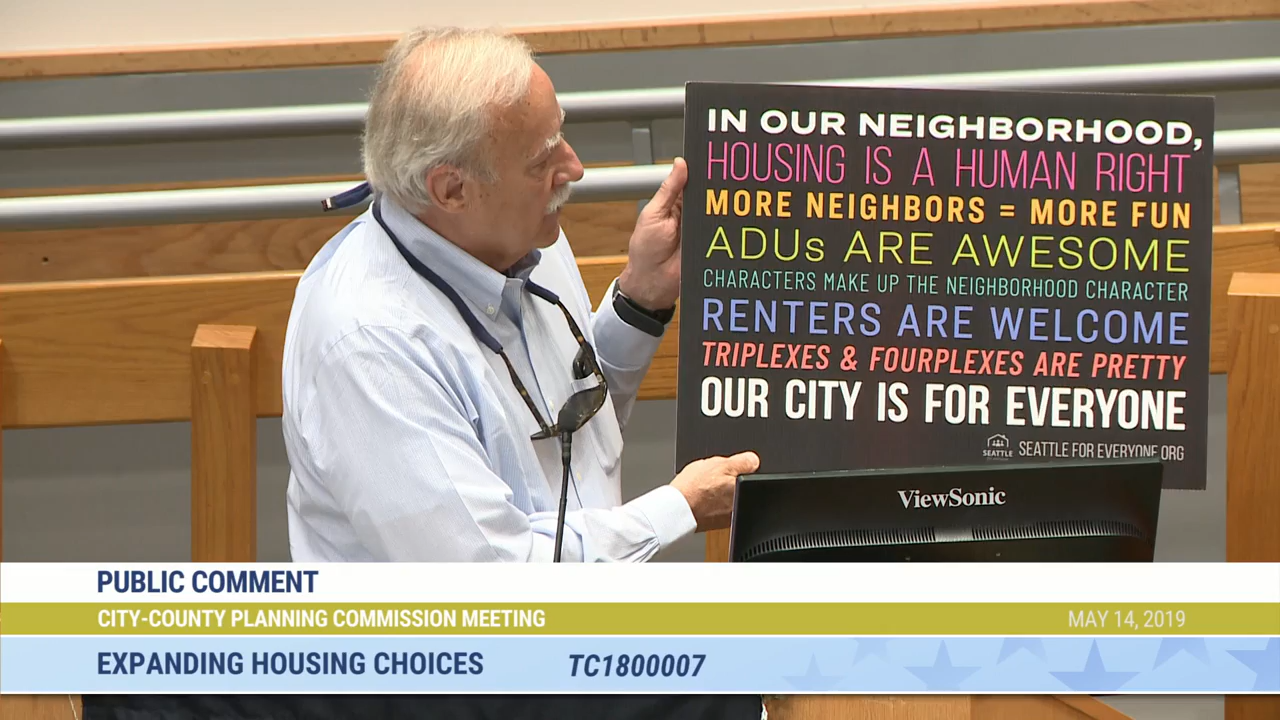 IN OUR NEIGHBORHOOD,
HOUSING IS A HUMAN RIGHT
MORE NEIGHBORS = MORE FUN
ADUs ARE AWESOME
CHARACTERS MAKE UP THE NEIGHBORHOOD CHARACTER
RENTERS ARE WELCOME
TRIPLEXES & FOURPLEXES ARE PRETTY
OUR CITY IS FOR EVERYONE
SEATTLE
SEATTLE FOR EVERYONE.ORG
ViewSonic
PUBLIC COMMENT
CITY-COUNTY PLANNING COMMISSION MEETING
MAY 14, 2019
EXPANDING HOUSING CHOICES
TC1800007